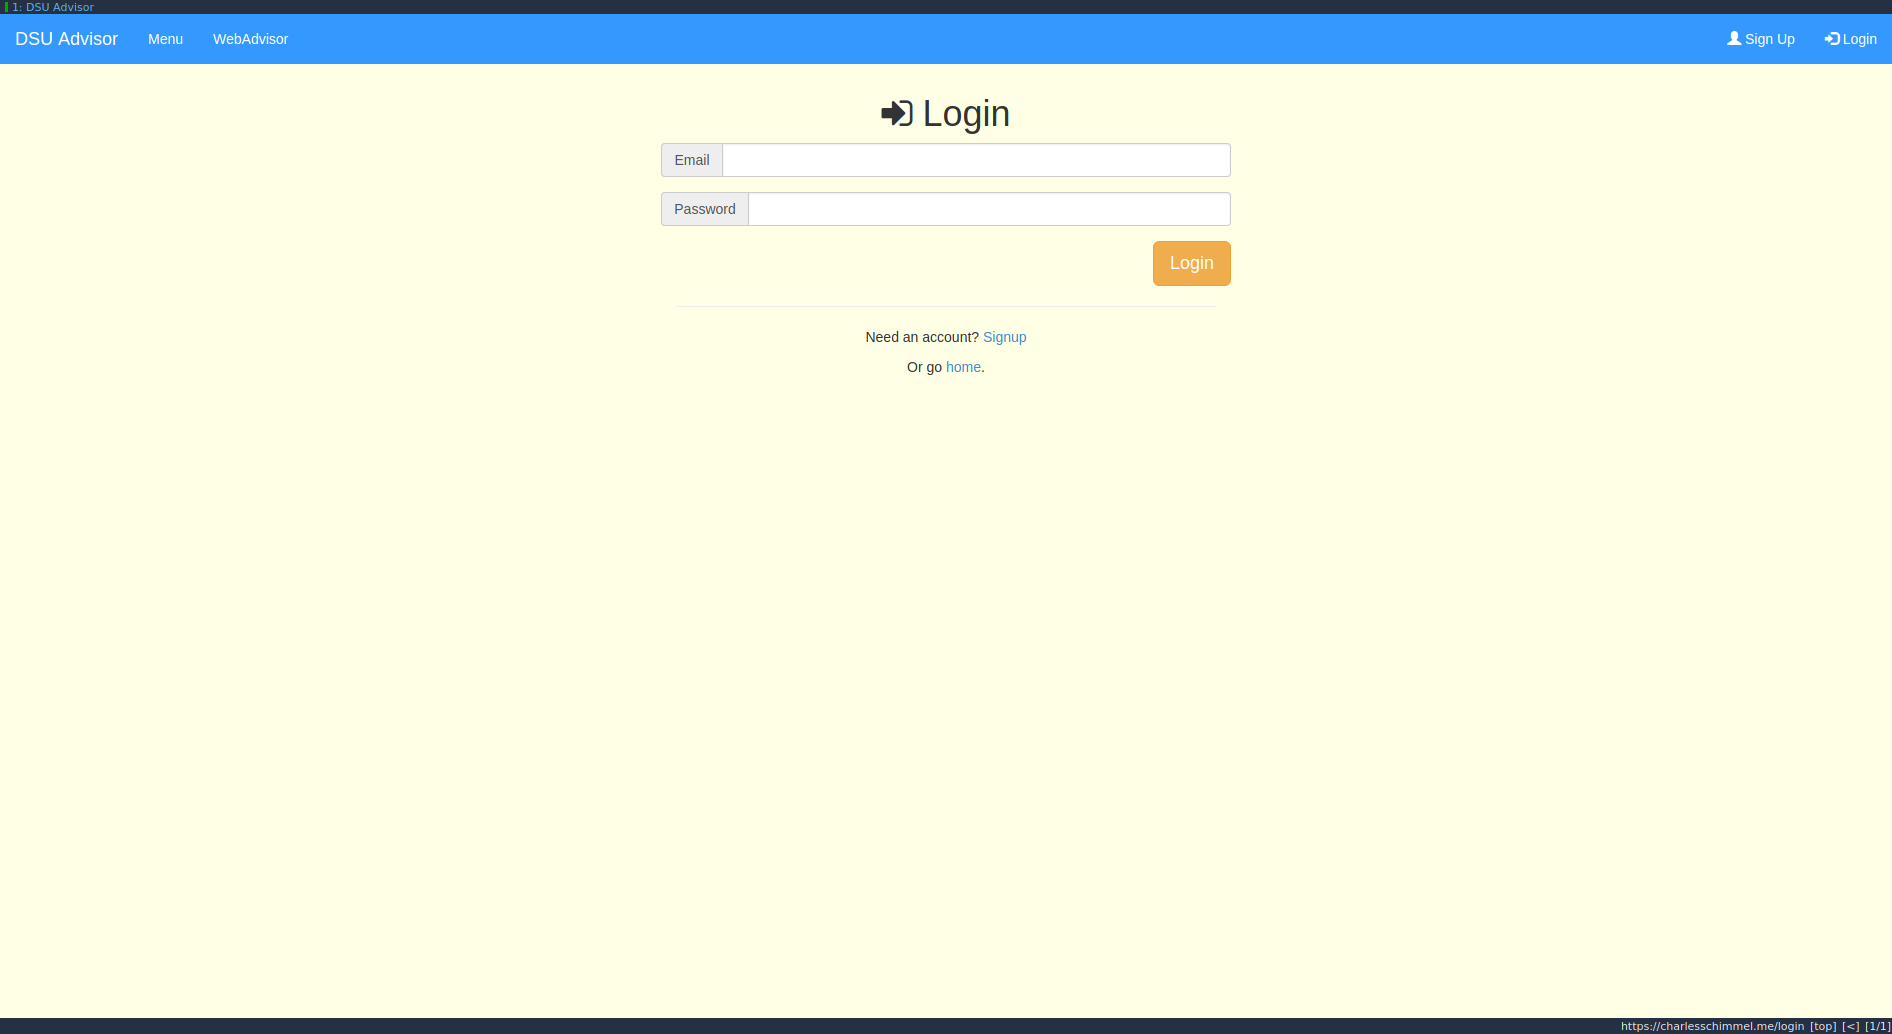 1: DSU Advisor
DSU Advisor Menu WebAdvisor Sign Up Login
Login
Email
Password
Login
Need an account? Signup
Or go home.
https://charlesschimmel.me/login [top] [<] [1/1]